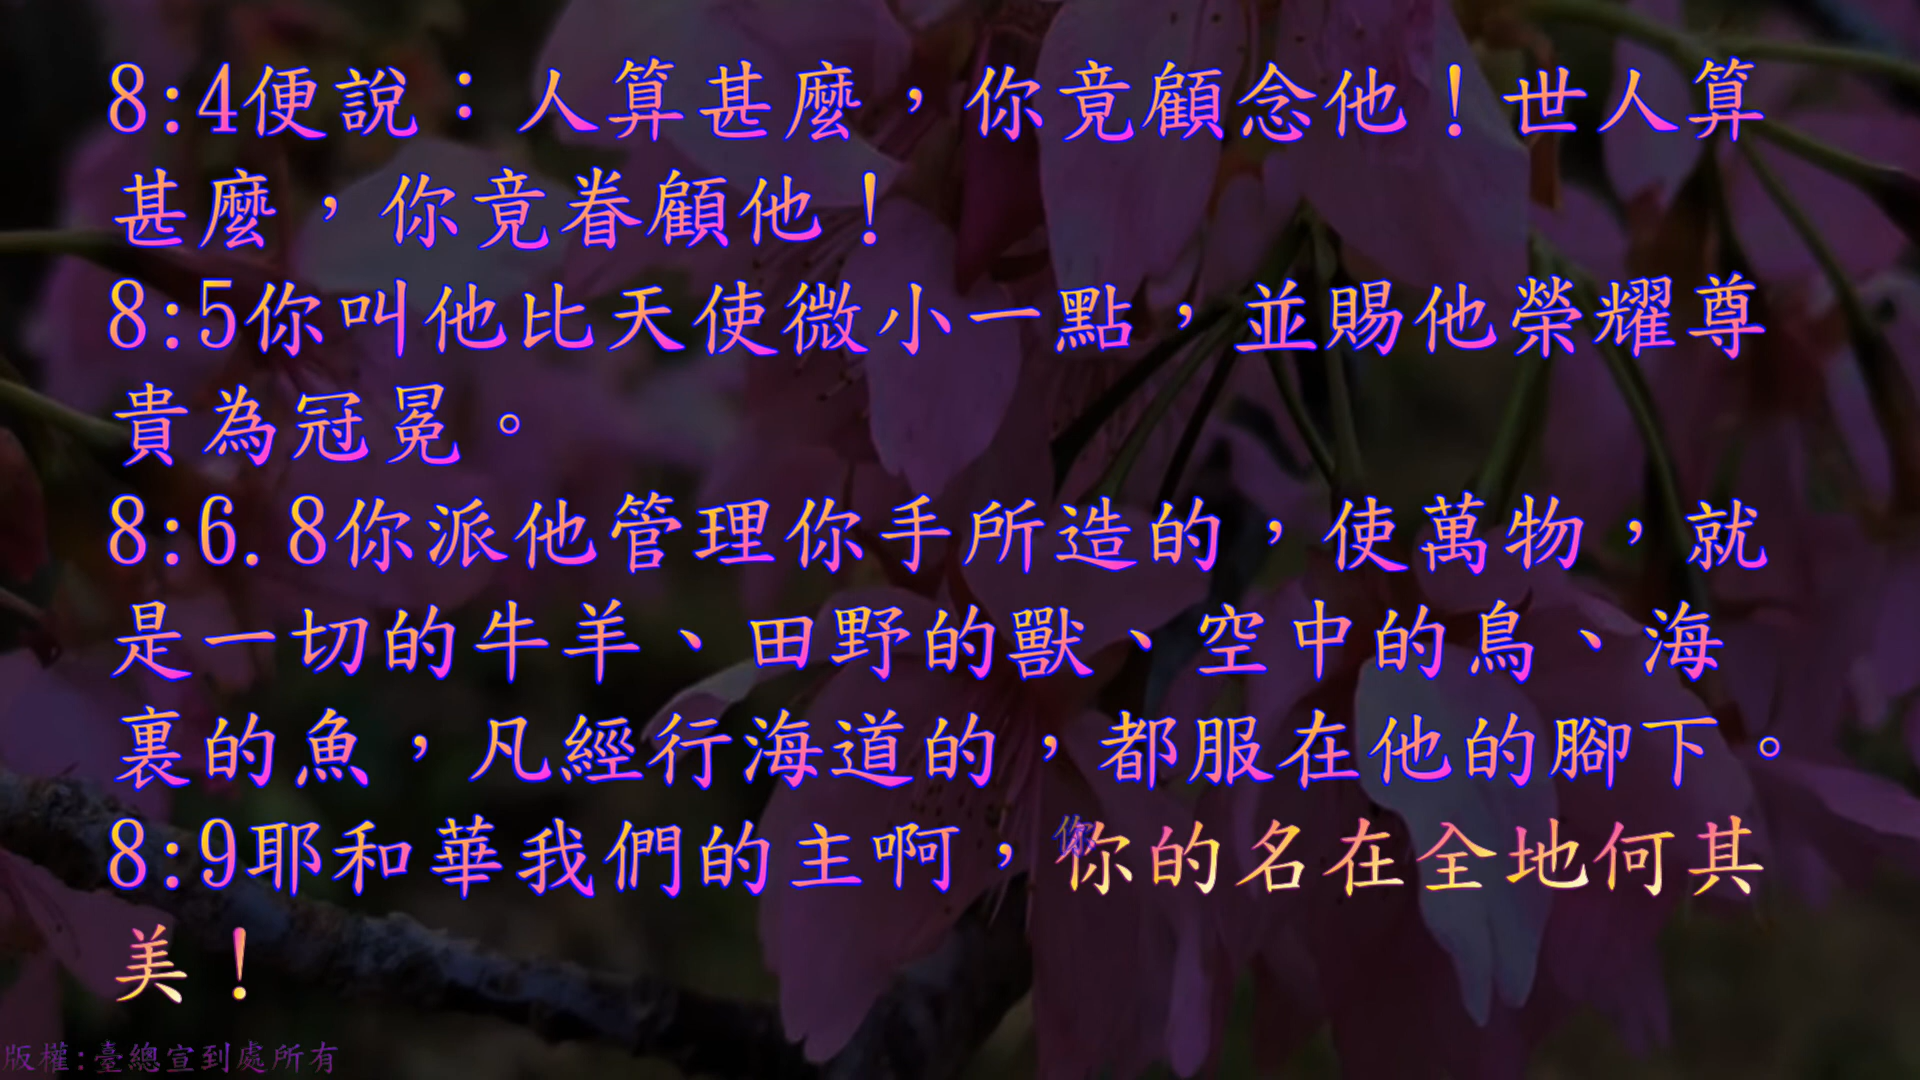 8:4便說：人算甚麼，你竟顧念他！世人算
甚麼，你竟眷顧他！
8:5你叫他比天使微小一點，並賜他榮耀尊
貴為冠冕。
8:6.8你派他管理你手所造的，使萬物，就
是一切的牛羊、田野的獸、空中的鳥、海
裏的魚，凡經行海道的，都服在他的腳下。
8:9耶和華我們的主啊，你的名在全地何其
美！
版權:臺總宣到處所有